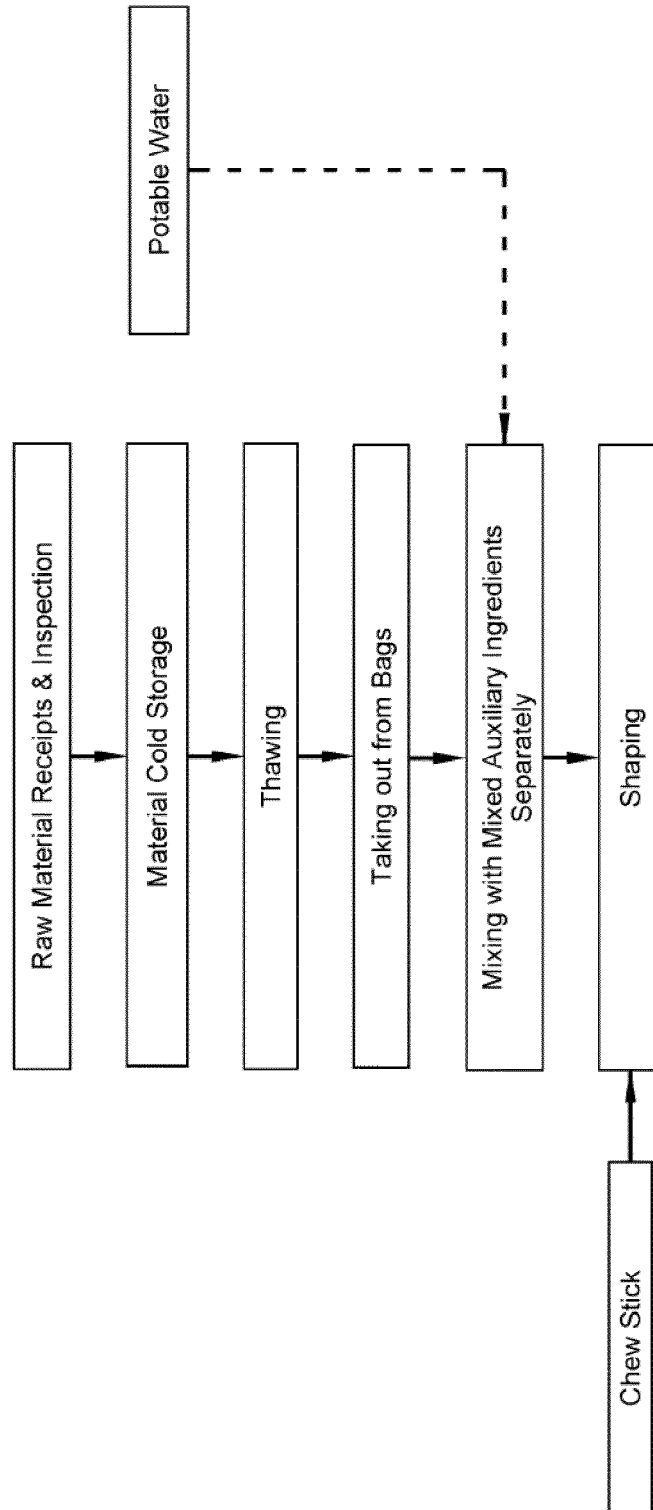 Raw Material Receipts & Inspection
Potable Water
Material Cold Storage
Thawing
Taking out from Bags
Mixing with Mixed Auxiliary Ingredients
Separately
Chew Stick
Shaping